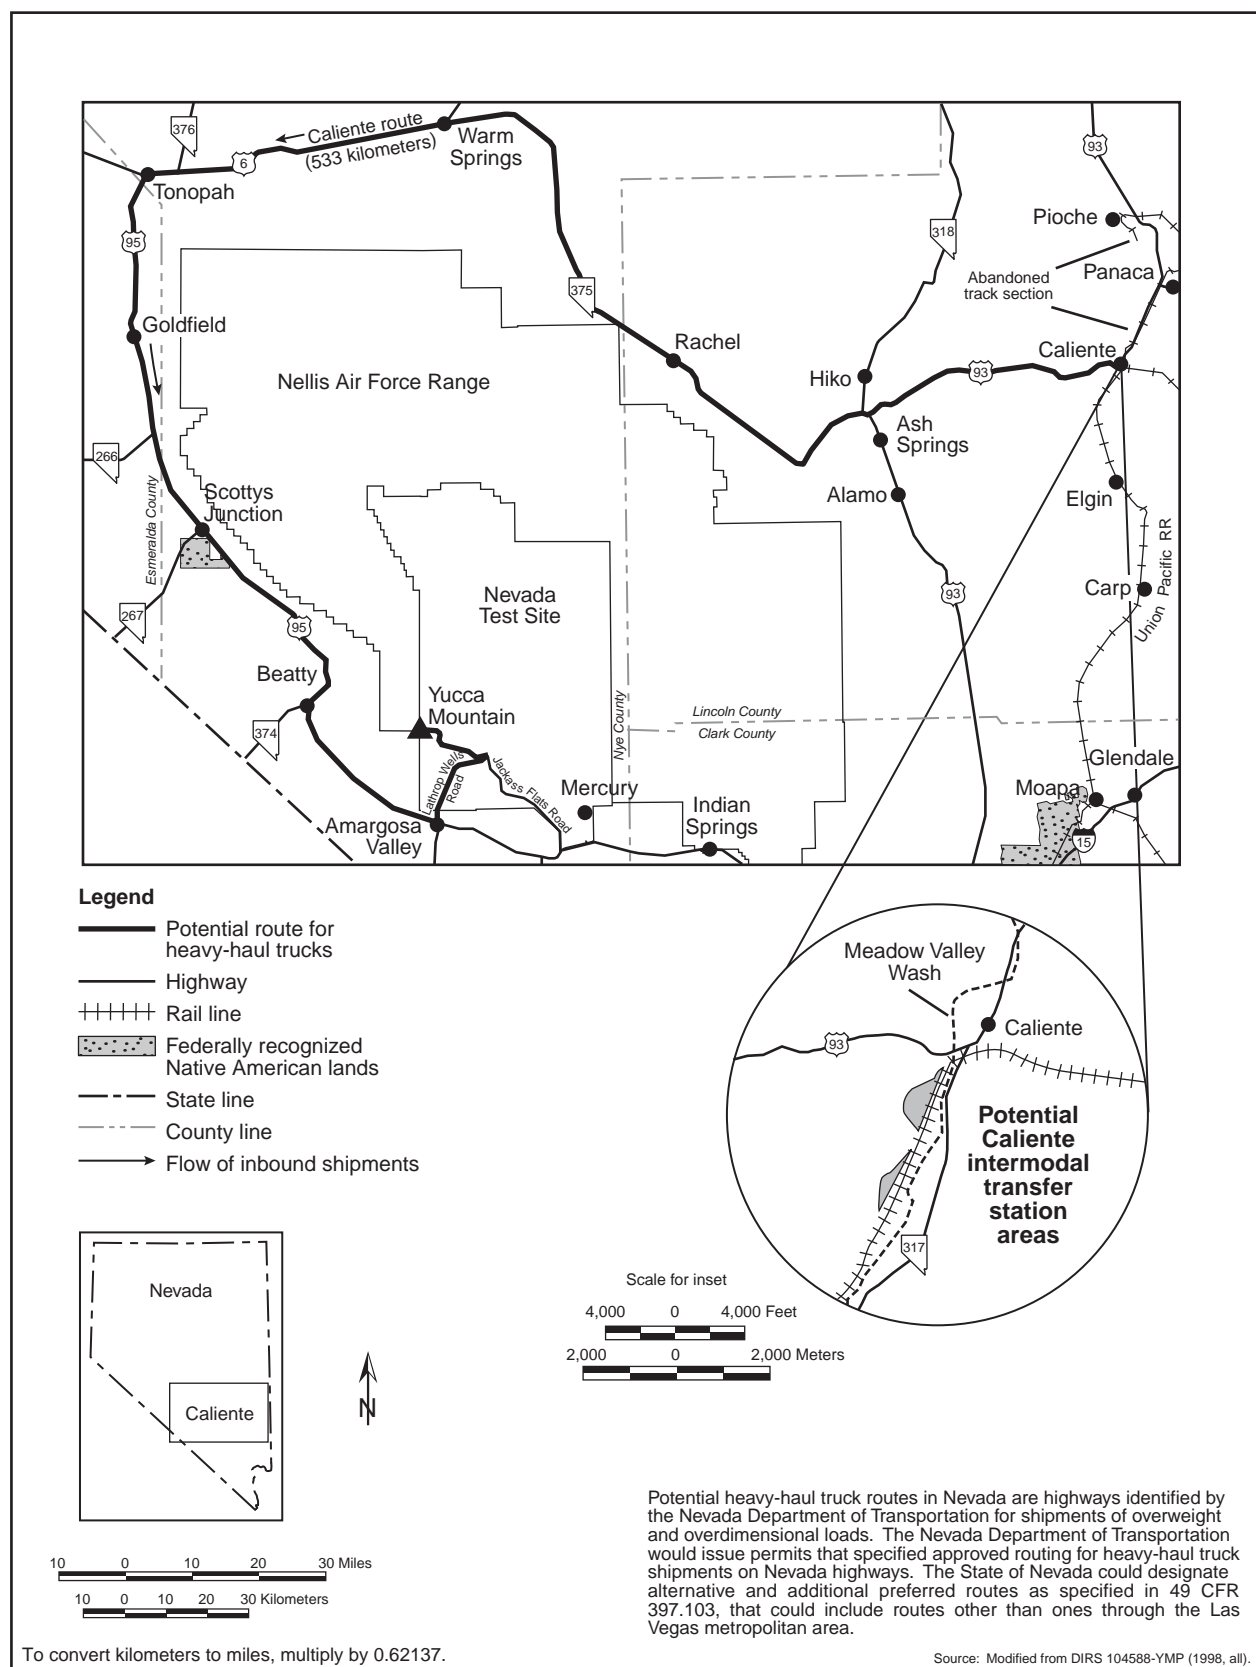 376
Caliente route
(533 kilometers)
6
Warm
Springs
93
Tonopah
95
318
Pioche
Abandoned
track section
Panaca
375
Goldfield
Rachel
Caliente
Nellis Air Force Range
Hiko
93
266
Ash
Springs
Scottys
Junction
Alamo
Elgin
Esmeralda County
Nevada
Test Site
93
Carp
Union Pacific RR
267
95
Beatty
Yucca
Mountain
374
Nye County
Lincoln County
Clark County
Lathrop Wells
Road
Jackass Flats Road
Mercury
Glendale
Moapa
Indian
Springs
Amargosa
Valley
15
Legend
Potential route for
heavy-haul trucks
Highway
Rail line
Federally recognized
Native American lands
State line
County line
Flow of inbound shipments
Meadow Valley
Wash
Caliente
93
Potential
Caliente
intermodal
transfer
station
areas
317
Scale for inset
4,000 0 4,000 Feet
2,000 0 2,000 Meters
Nevada
Caliente
N
10 0 10 20 30 Miles
10 0 10 20 30 Kilometers
To convert kilometers to miles, multiply by 0.62137.
Potential heavy-haul truck routes in Nevada are highways identified by
the Nevada Department of Transportation for shipments of overweight
and overdimensional loads. The Nevada Department of Transportation
would issue permits that specified approved routing for heavy-haul truck
shipments on Nevada highways. The State of Nevada could designate
alternative and additional preferred routes as specified in 49 CFR
397.103, that could include routes other than ones through the Las
Vegas metropolitan area.
Source: Modified from DIRS 104588-YMP (1998, all).